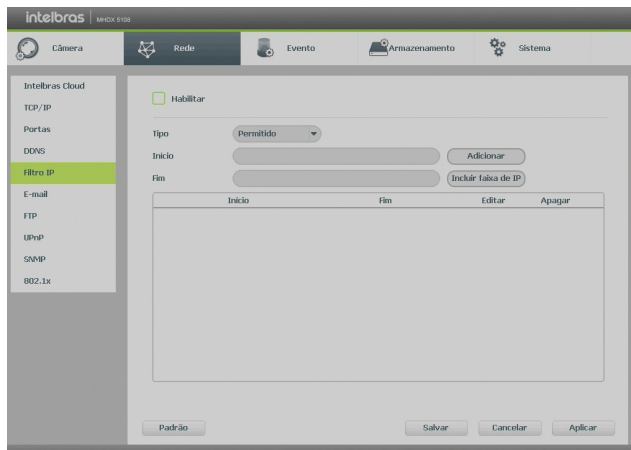 intelbras MHDX 5108
Câmera Rede Evento Armazenamento Sistema
Intelbras Cloud
TCP/IP
Portas
DDNS
Filtro IP
E-mail
FTP
UPnP
SNMP
802.1x
Habilitar
Tipo Permitido
Início Adicionar
Fim Incluir faixa de IP
Início Fim Editar Apagar
Padrão Salvar Cancelar Aplicar